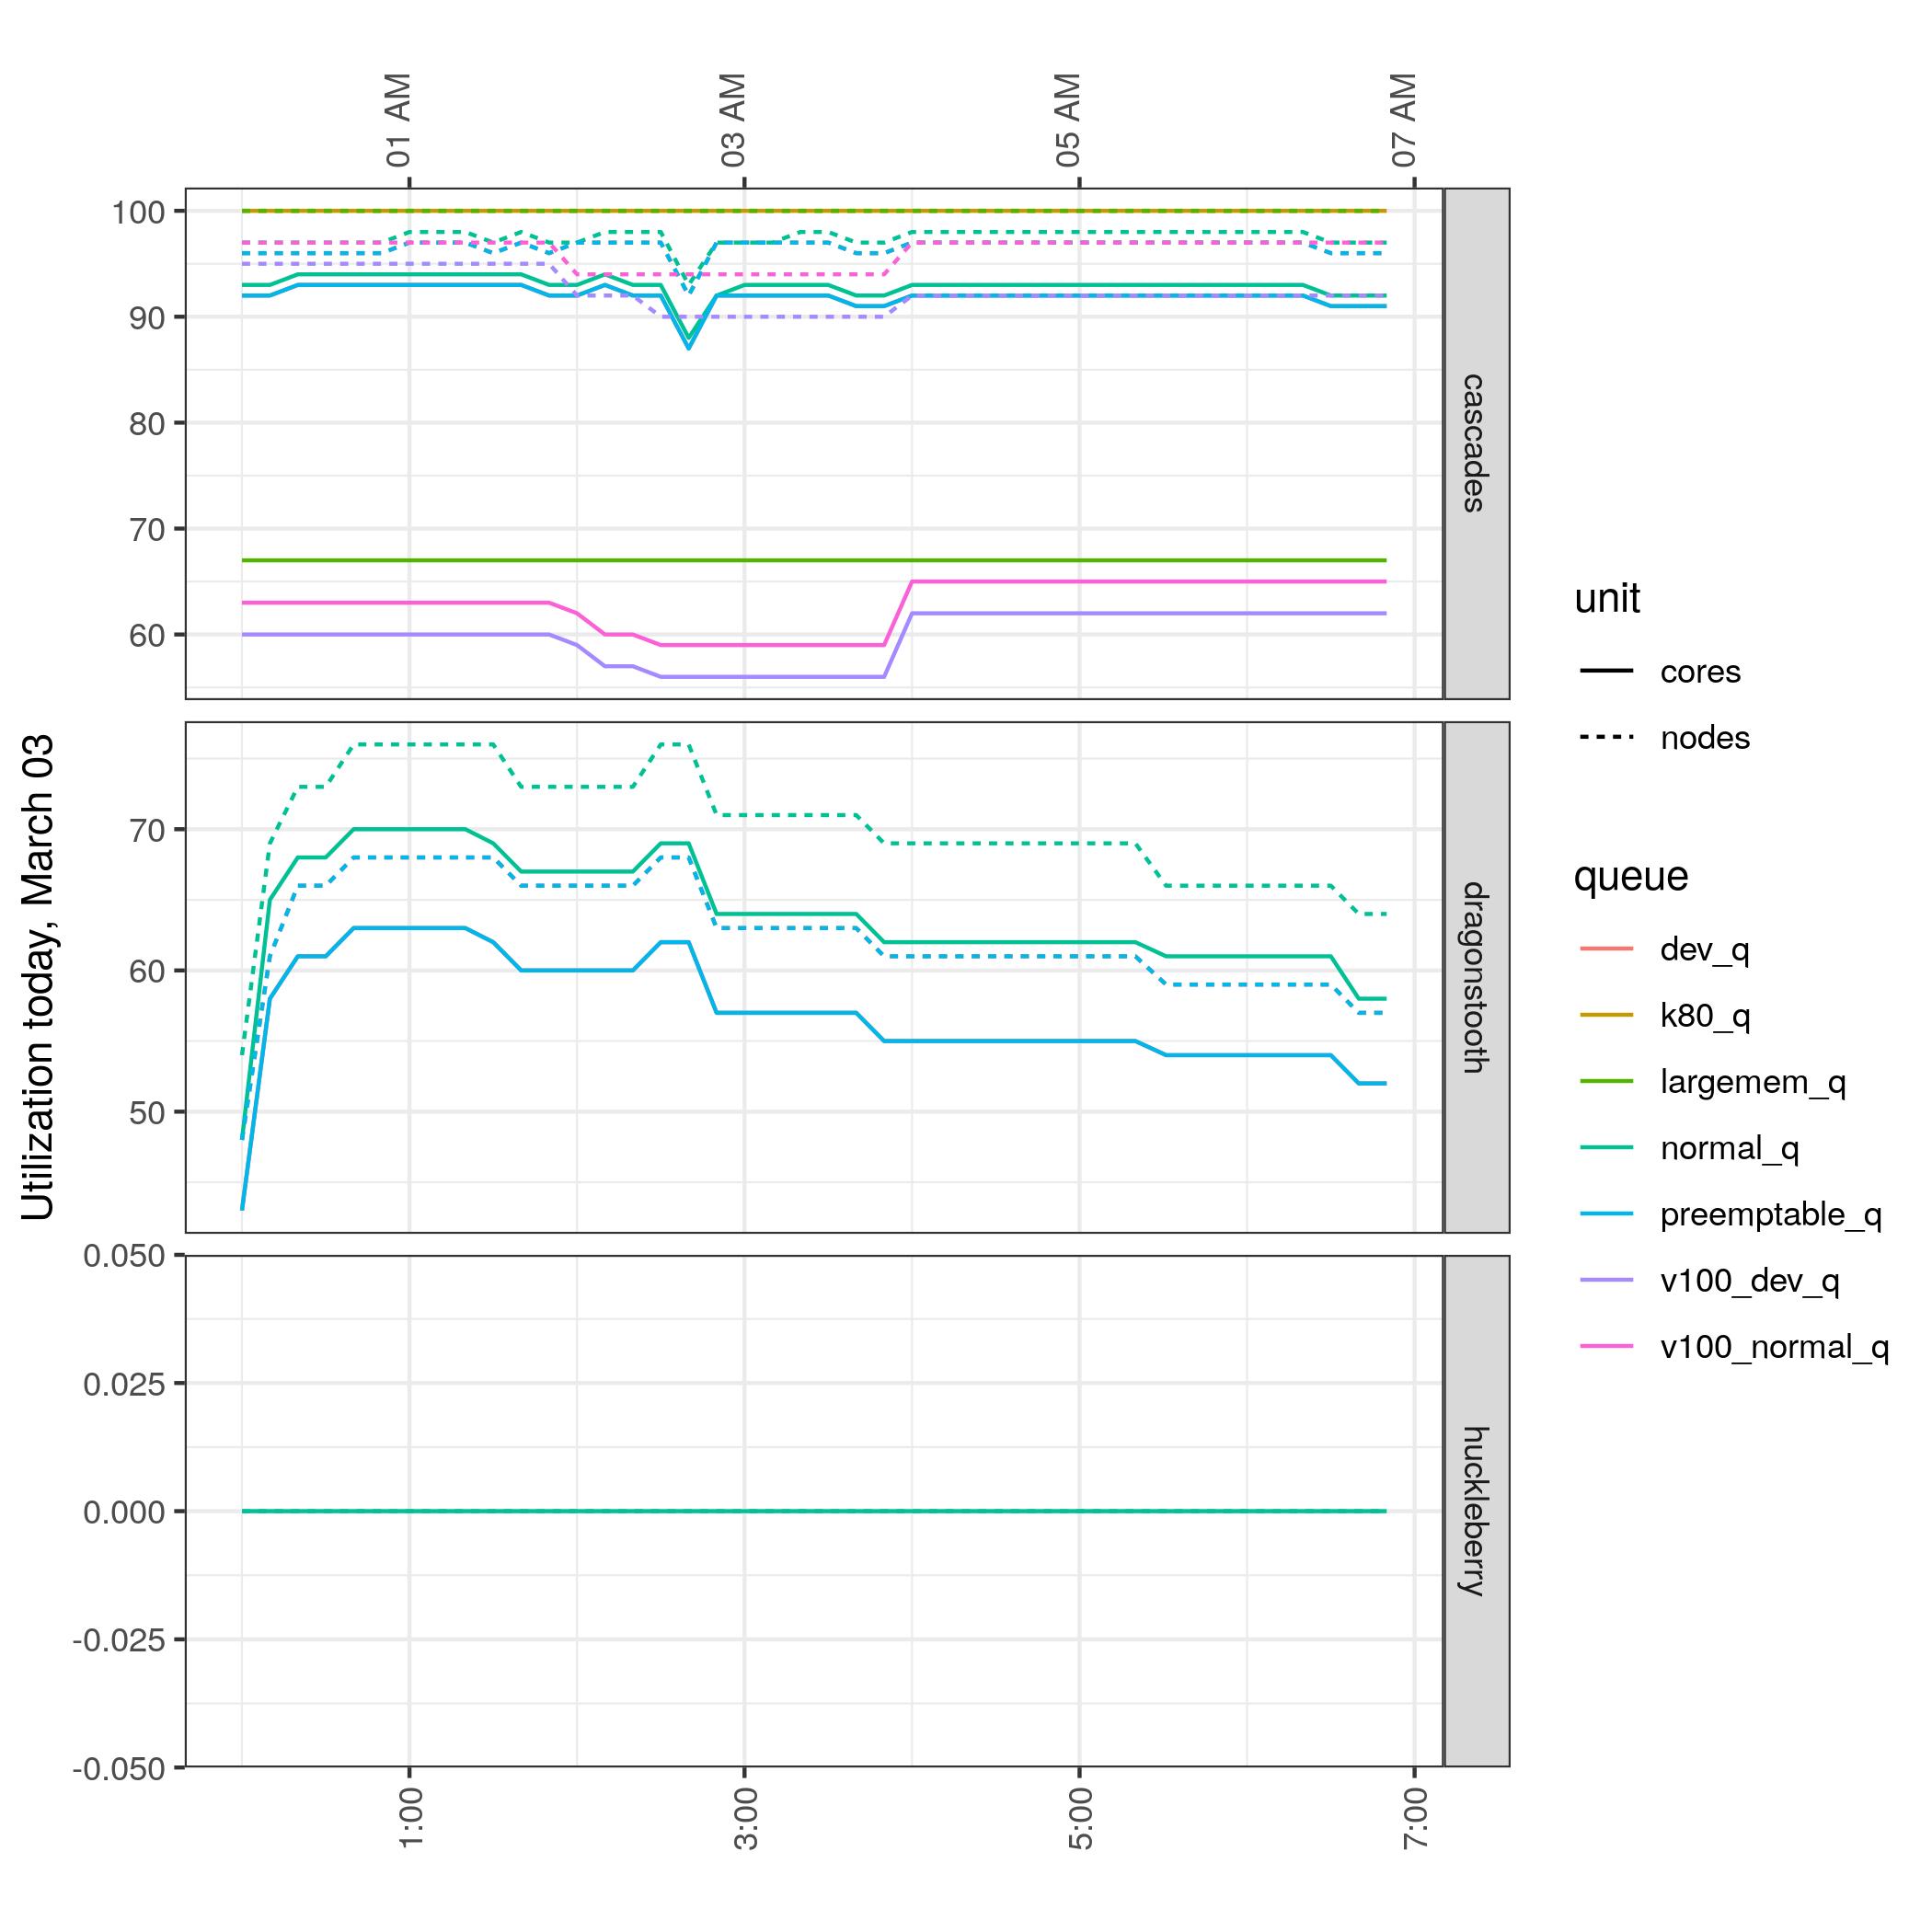 01 AM
03 AM
05 AM
07 AM
Utilization today, March 03
100
90
80
70
60
cascades
70
60
50
dragonstooth
0.050
0.025
0.000
-0.025
-0.050
huckleberry
1:00
3:00
5:00
7:00
unit
cores
nodes
queue
dev_q
k80_q
largemem_q
normal_q
preemptable_q
v100_dev_q
v100_normal_q